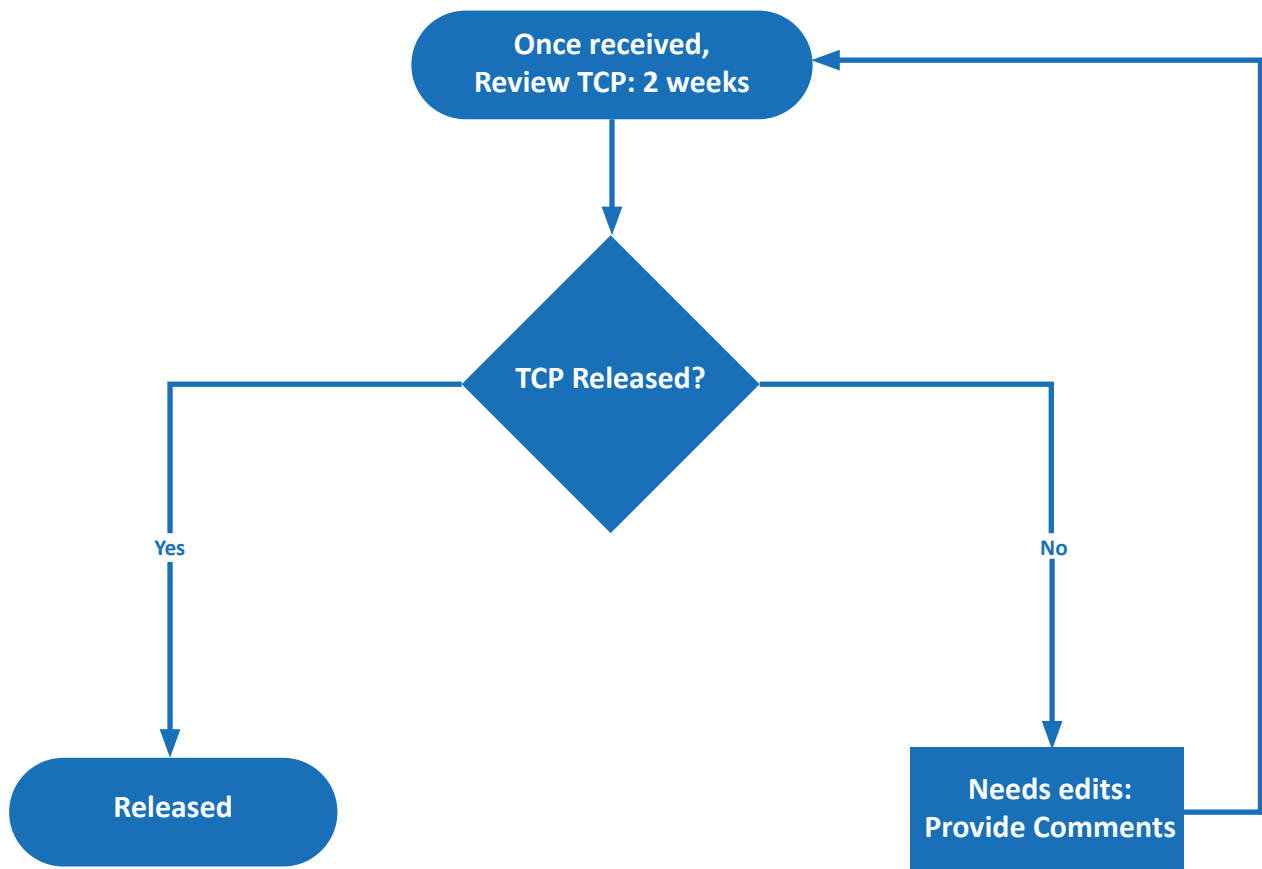 Once received,
Review TCP: 2 weeks
TCP Released?
Yes
No
Released
Needs edits:
Provide Comments